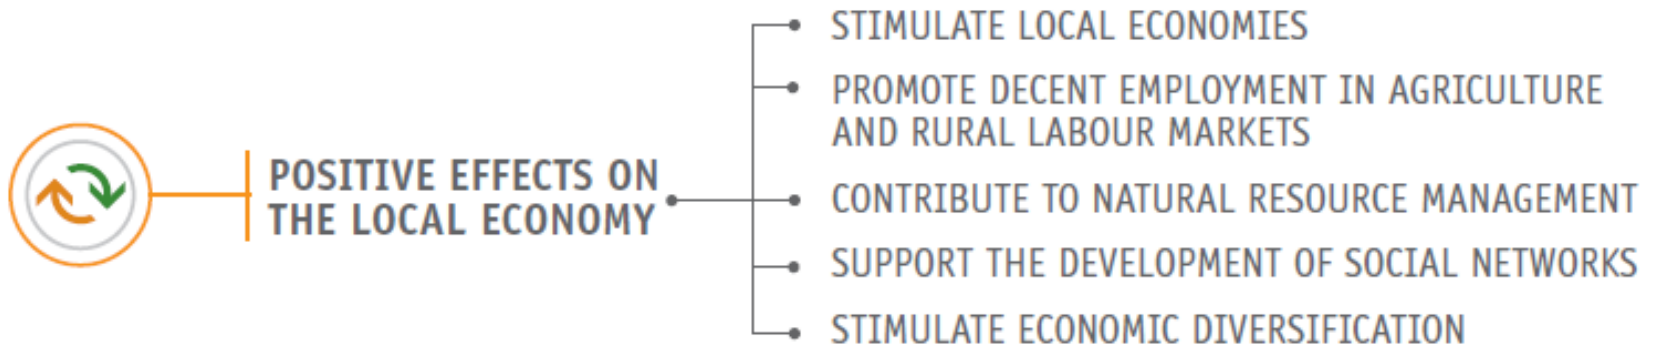 POSITIVE EFFECTS ON
THE LOCAL ECONOMY
STIMULATE LOCAL ECONOMIES
PROMOTE DECENT EMPLOYMENT IN AGRICULTURE
AND RURAL LABOUR MARKETS
CONTRIBUTE TO NATURAL RESOURCE MANAGEMENT
SUPPORT THE DEVELOPMENT OF SOCIAL NETWORKS
STIMULATE ECONOMIC DIVERSIFICATION